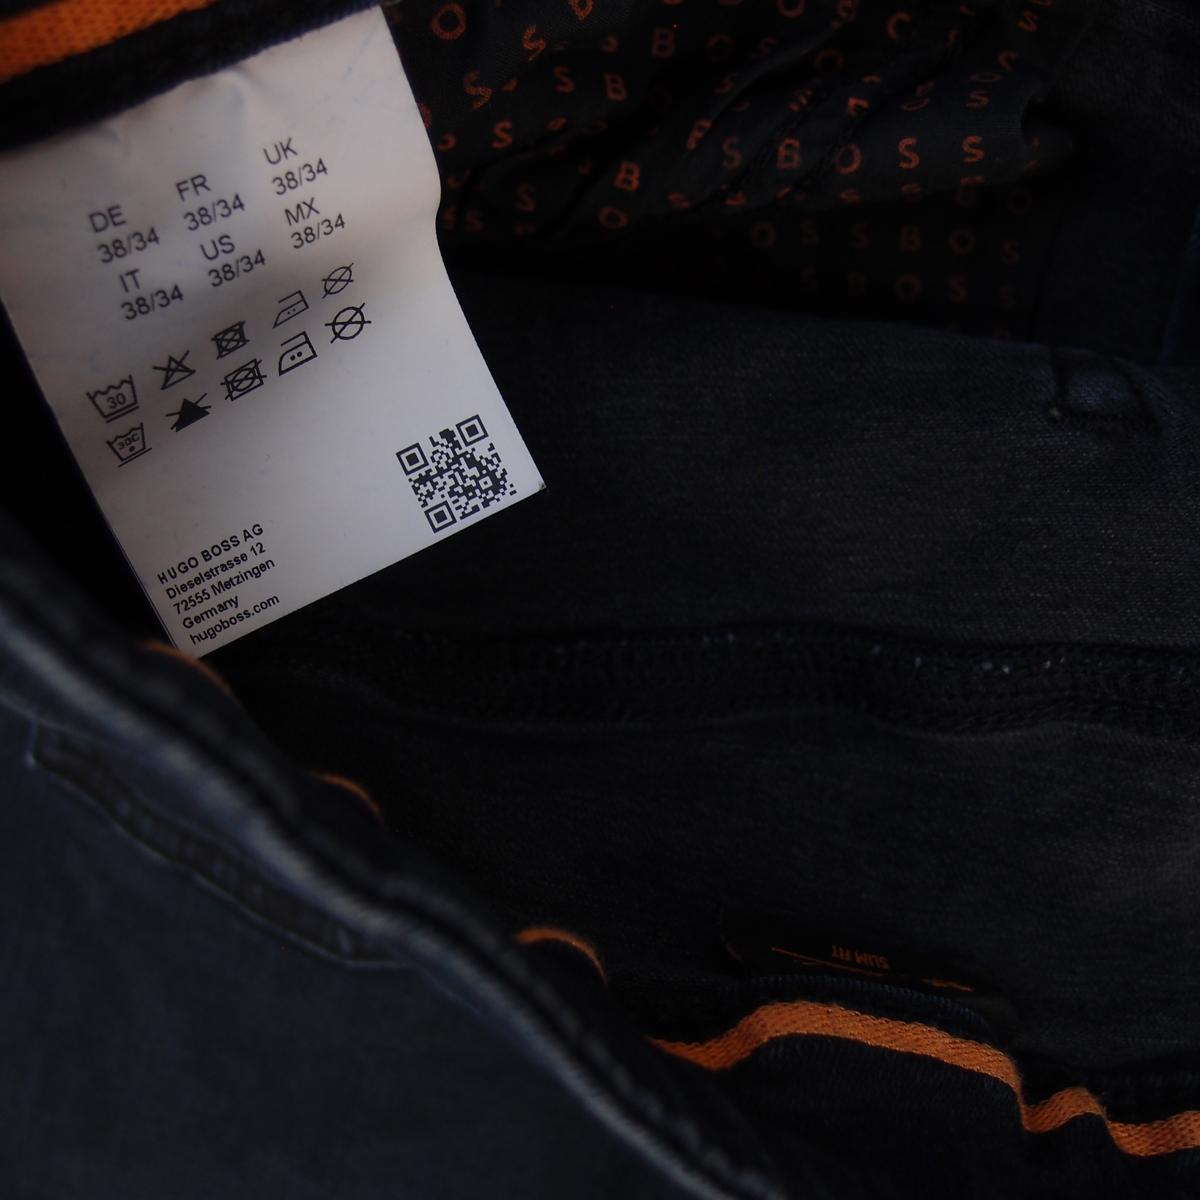 DE FR UK
38/34 38/34 38/34
IT US MX
38/34 38/34 38/34
30
3DC
HUGO BOSS AG
Dieselstrasse 12
72555 Metzingen
Germany
hugoboss.com
B O S S
S B O S S
B O S S
S S B O S
B O S S
SLIM FIT